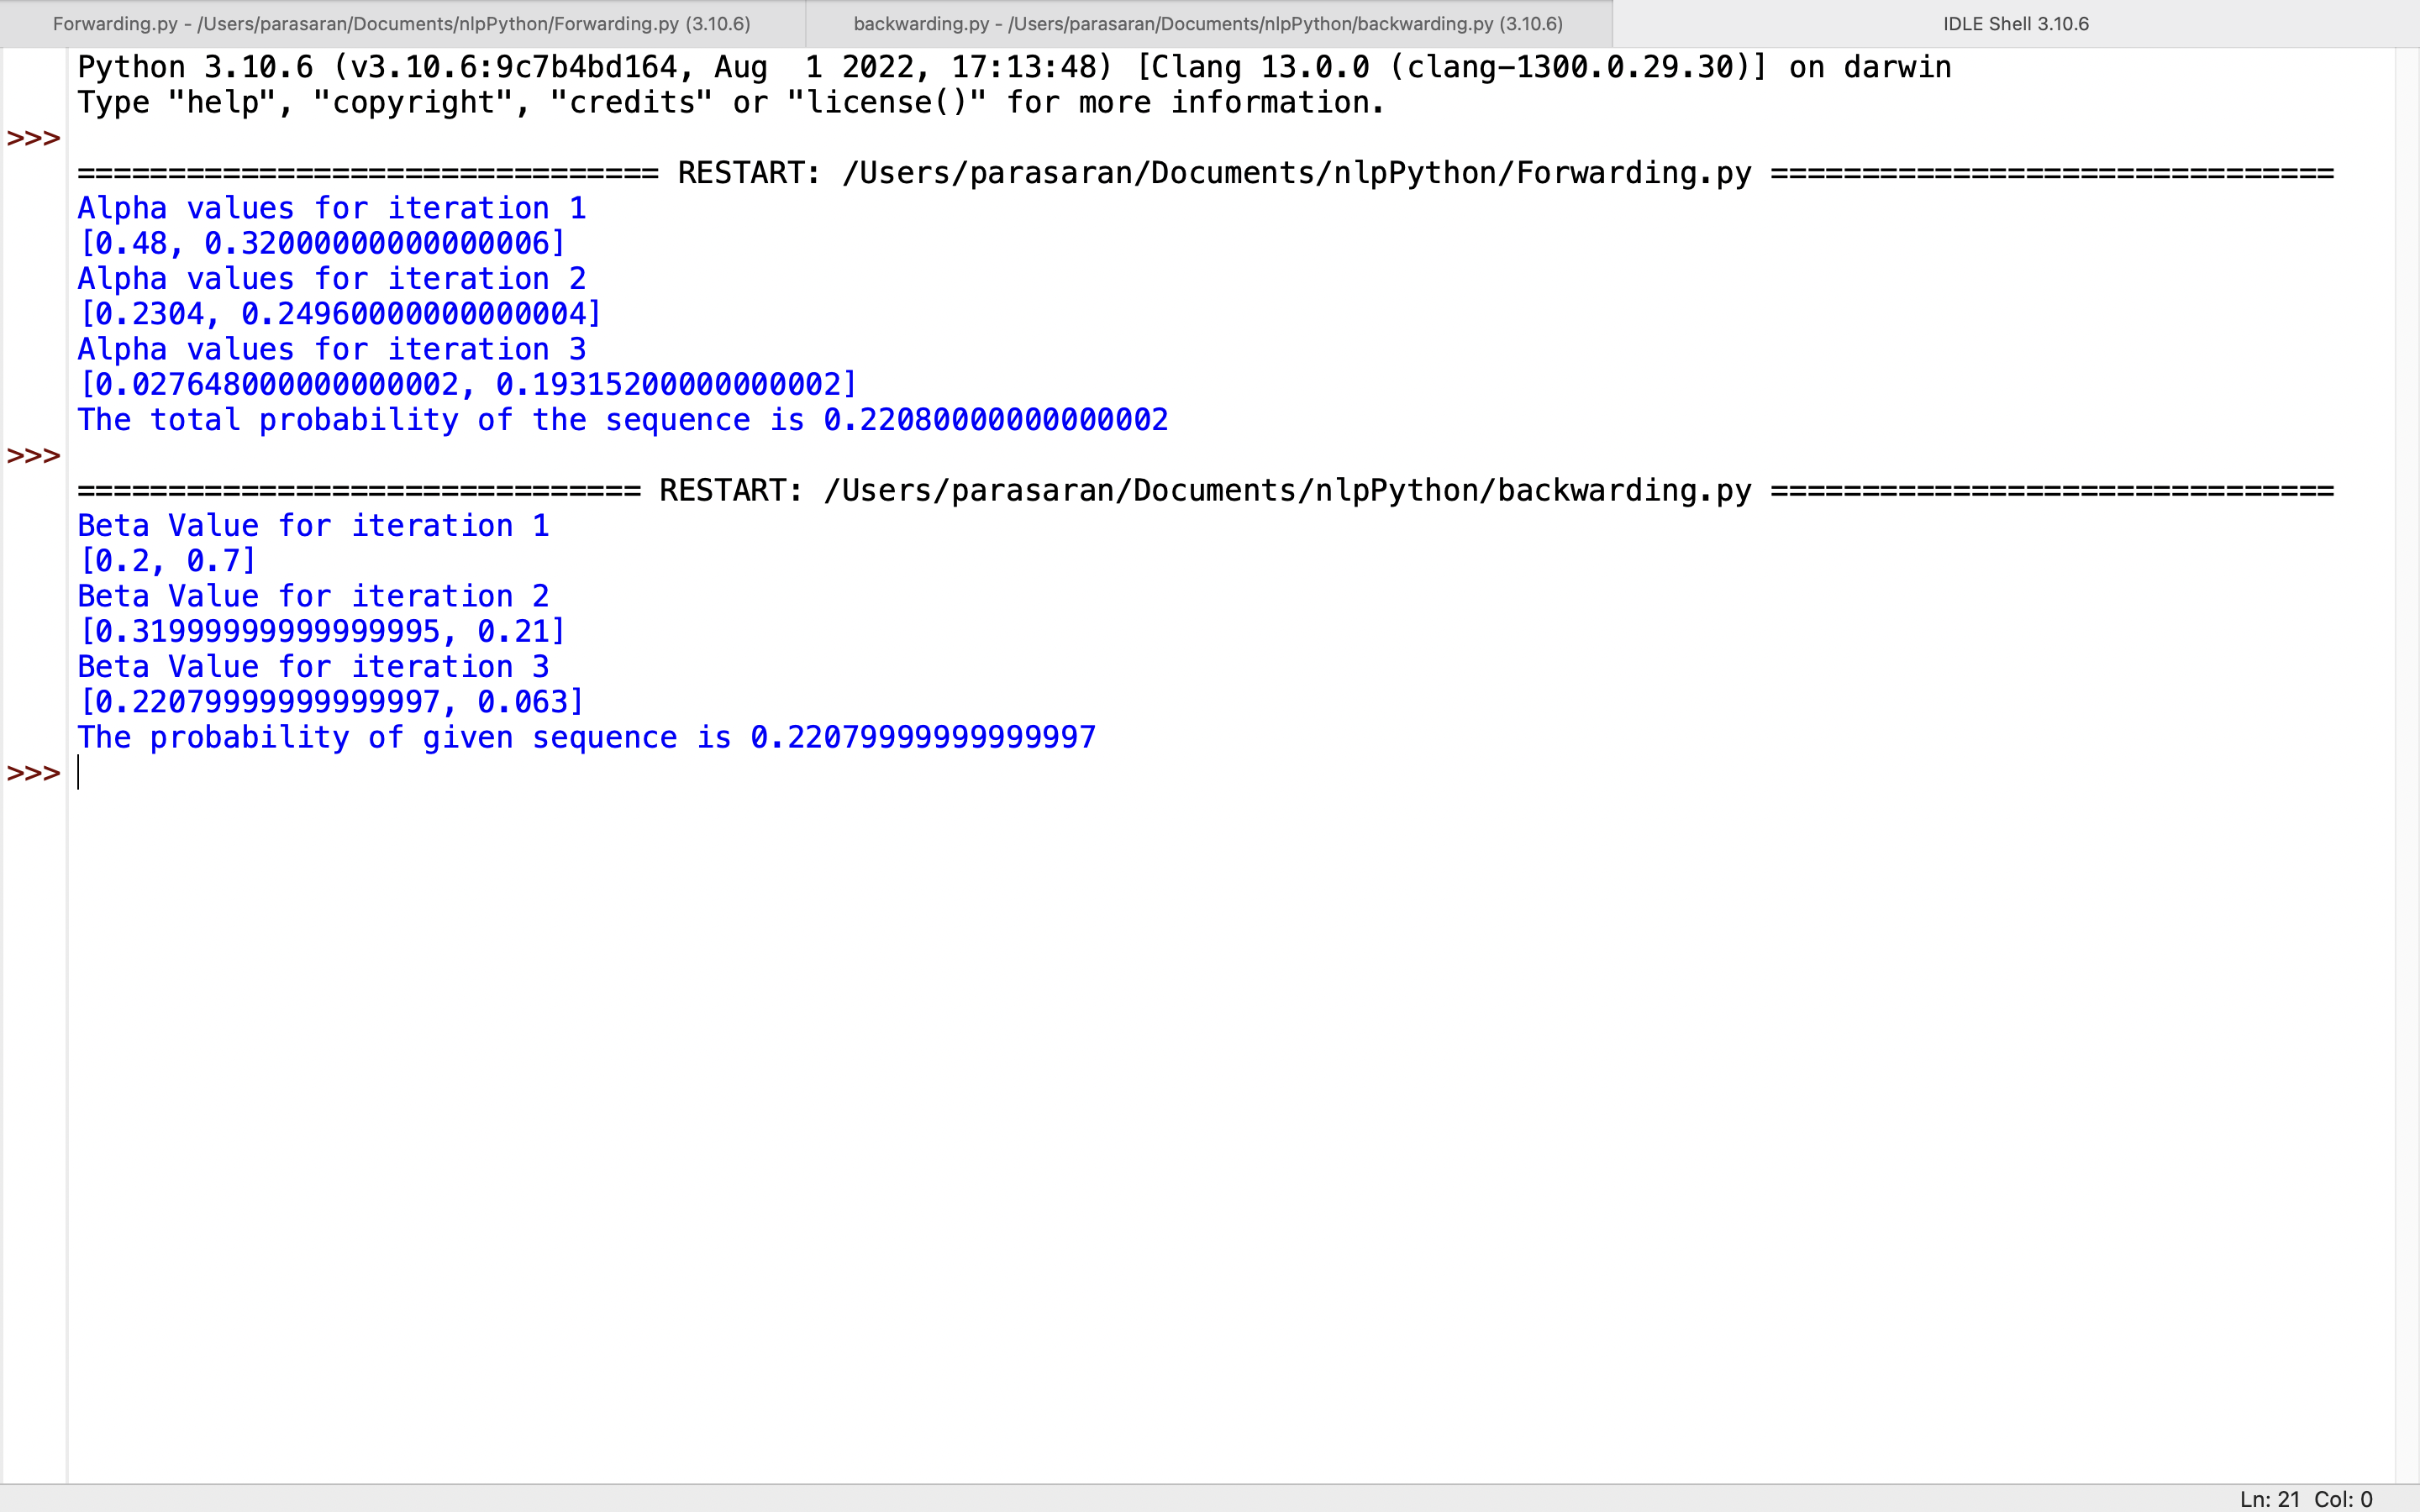 Forwarding.py - /Users/parasaran/Documents/nlpPython/Forwarding.py (3.10.6)
backwarding.py - /Users/parasaran/Documents/nlpPython/backwarding.py (3.10.6)
IDLE Shell 3.10.6
Python 3.10.6 (v3.10.6:9c7b4bd164, Aug  1 2022, 17:13:48) [Clang 13.0.0 (clang-1300.0.29.30)] on darwin
Type "help", "copyright", "credits" or "license()" for more information.
>>>
================================ RESTART: /Users/parasaran/Documents/nlpPython/Forwarding.py ===============================
Alpha values for iteration 1
[0.48, 0.32000000000000006]
Alpha values for iteration 2
[0.2304, 0.24960000000000004]
Alpha values for iteration 3
[0.027648000000000002, 0.19315200000000002]
The total probability of the sequence is 0.22080000000000002
>>>
=============================== RESTART: /Users/parasaran/Documents/nlpPython/backwarding.py ===============================
Beta Value for iteration 1
[0.2, 0.7]
Beta Value for iteration 2
[0.31999999999999995, 0.21]
Beta Value for iteration 3
[0.22079999999999997, 0.063]
The probability of given sequence is 0.22079999999999997
>>>
Ln: 21  Col: 0